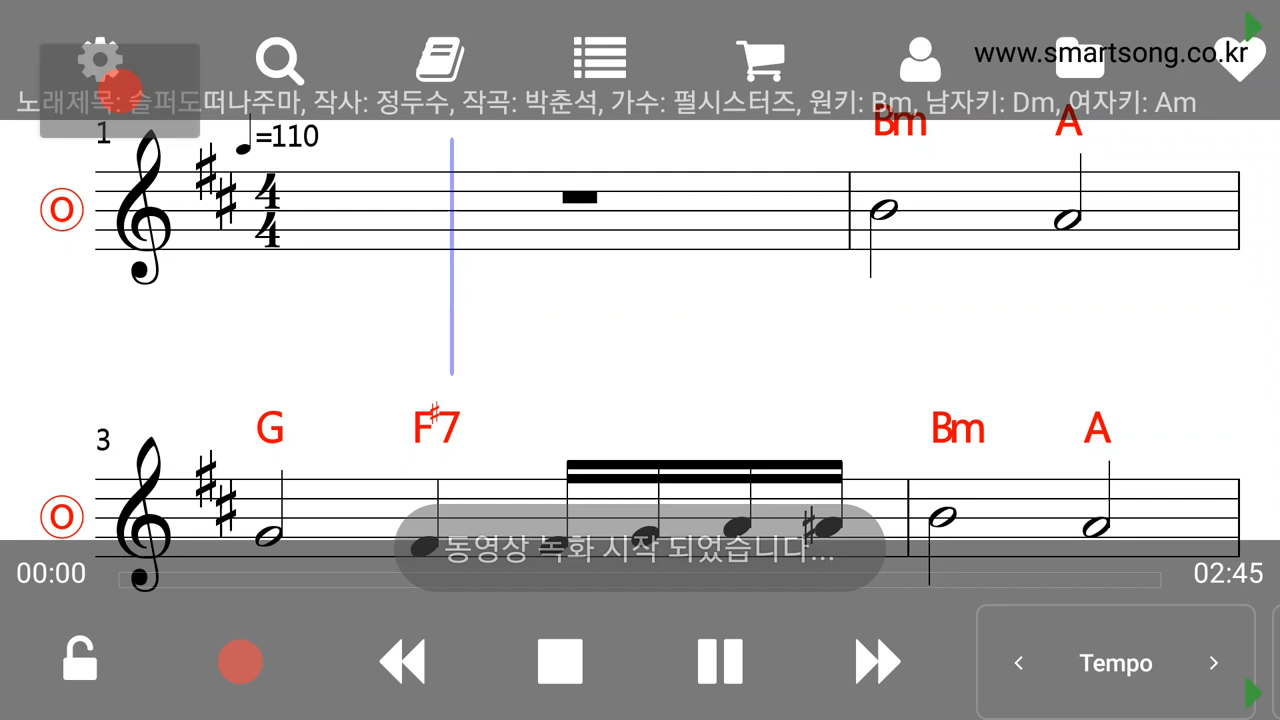 www.smartsong.co.kr
노래제목: 슬퍼도떠나주마, 작사: 정두수, 작곡: 박춘석, 가수: 펄시스터즈, 원키: Bm, 남자키: Dm, 여자키: Am
1 =110 Bm A
O 4 4
G F#7 Bm A
3
O
동영상 녹화 시작 되었습니다...
00:00 02:45
< Tempo >